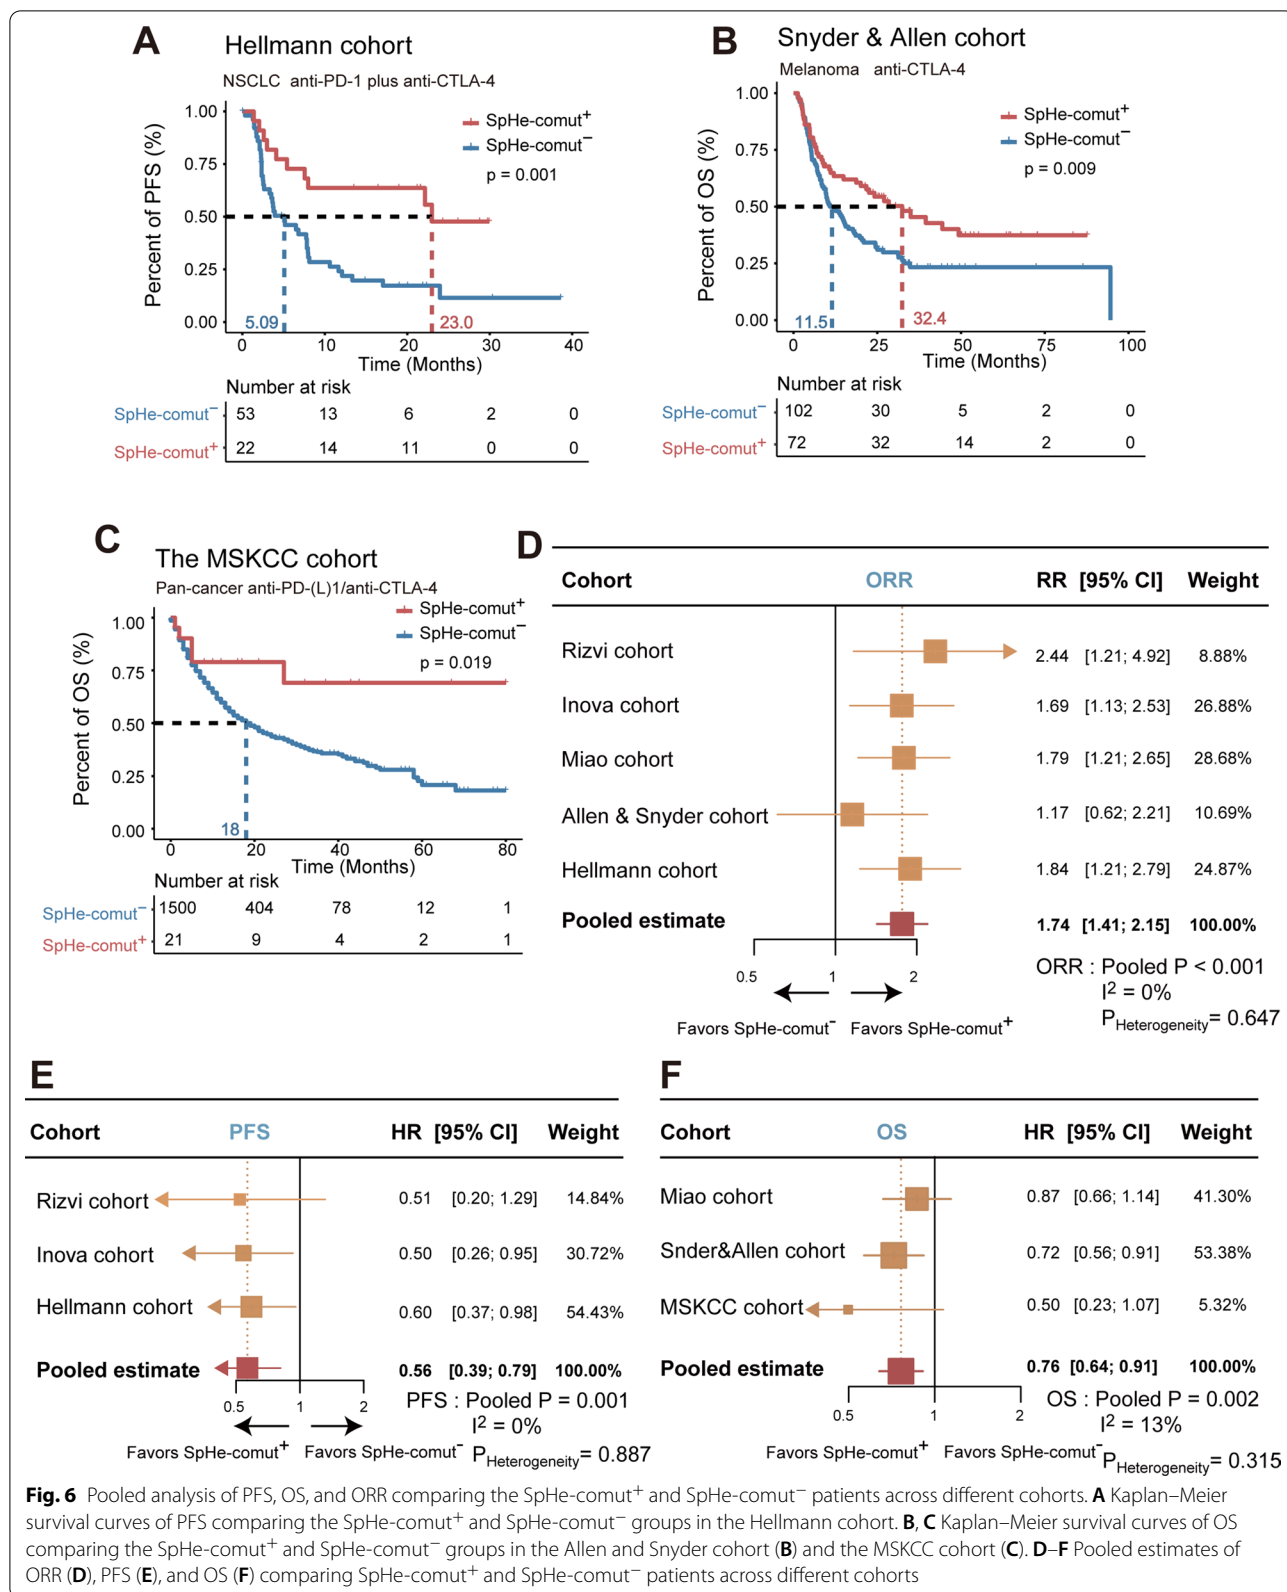 A
Hellmann cohort
NSCLC anti-PD-1 plus anti-CTLA-4
Percent of PFS (%)
1.00
0.75
0.50
0.25
0.00
SpHe-comut+
SpHe-comut−
p = 0.001
5.09
23.0
0 10 20 30 40
Time (Months)
Number at risk
SpHe-comut− 53 13 6 2 0
SpHe-comut+ 22 14 11 0 0
B
Snyder & Allen cohort
Melanoma anti-CTLA-4
Percent of OS (%)
1.00
0.75
0.50
0.25
0.00
SpHe-comut+
SpHe-comut−
p = 0.009
11.5
32.4
0 25 50 75 100
Time (Months)
Number at risk
SpHe-comut− 102 30 5 2 0
SpHe-comut+ 72 32 14 2 0
C
The MSKCC cohort
Pan-cancer anti-PD-(L)1/anti-CTLA-4
Percent of OS (%)
1.00
0.75
0.50
0.25
0.00
SpHe-comut+
SpHe-comut−
p = 0.019
18
0 20 40 60 80
Time (Months)
Number at risk
SpHe-comut− 1500 404 78 12 1
SpHe-comut+ 21 9 4 2 1
D
Cohort ORR RR [95% CI] Weight
Rizvi cohort 2.44 [1.21; 4.92] 8.88%
Inova cohort 1.69 [1.13; 2.53] 26.88%
Miao cohort 1.79 [1.21; 2.65] 28.68%
Allen & Snyder cohort 1.17 [0.62; 2.21] 10.69%
Hellmann cohort 1.84 [1.21; 2.79] 24.87%
Pooled estimate 1.74 [1.41; 2.15] 100.00%
0.5 1 2
ORR : Pooled P < 0.001
I² = 0%
PHeterogeneity= 0.647
Favors SpHe-comut− Favors SpHe-comut+
E
Cohort PFS HR [95% CI] Weight
Rizvi cohort 0.51 [0.20; 1.29] 14.84%
Inova cohort 0.50 [0.26; 0.95] 30.72%
Hellmann cohort 0.60 [0.37; 0.98] 54.43%
Pooled estimate 0.56 [0.39; 0.79] 100.00%
0.5 1 2
PFS : Pooled P = 0.001
I² = 0%
PHeterogeneity= 0.887
Favors SpHe-comut+ Favors SpHe-comut−
F
Cohort OS HR [95% CI] Weight
Miao cohort 0.87 [0.66; 1.14] 41.30%
Snder&Allen cohort 0.72 [0.56; 0.91] 53.38%
MSKCC cohort 0.50 [0.23; 1.07] 5.32%
Pooled estimate 0.76 [0.64; 0.91] 100.00%
0.5 1 2
OS : Pooled P = 0.002
I² = 13%
PHeterogeneity= 0.315
Favors SpHe-comut+ Favors SpHe-comut−
Fig. 6 Pooled analysis of PFS, OS, and ORR comparing the SpHe-comut+ and SpHe-comut− patients across different cohorts. A Kaplan–Meier
survival curves of PFS comparing the SpHe-comut+ and SpHe-comut− groups in the Hellmann cohort. B, C Kaplan–Meier survival curves of OS
comparing the SpHe-comut+ and SpHe-comut− groups in the Allen and Snyder cohort (B) and the MSKCC cohort (C). D–F Pooled estimates of
ORR (D), PFS (E), and OS (F) comparing SpHe-comut+ and SpHe-comut− patients across different cohorts